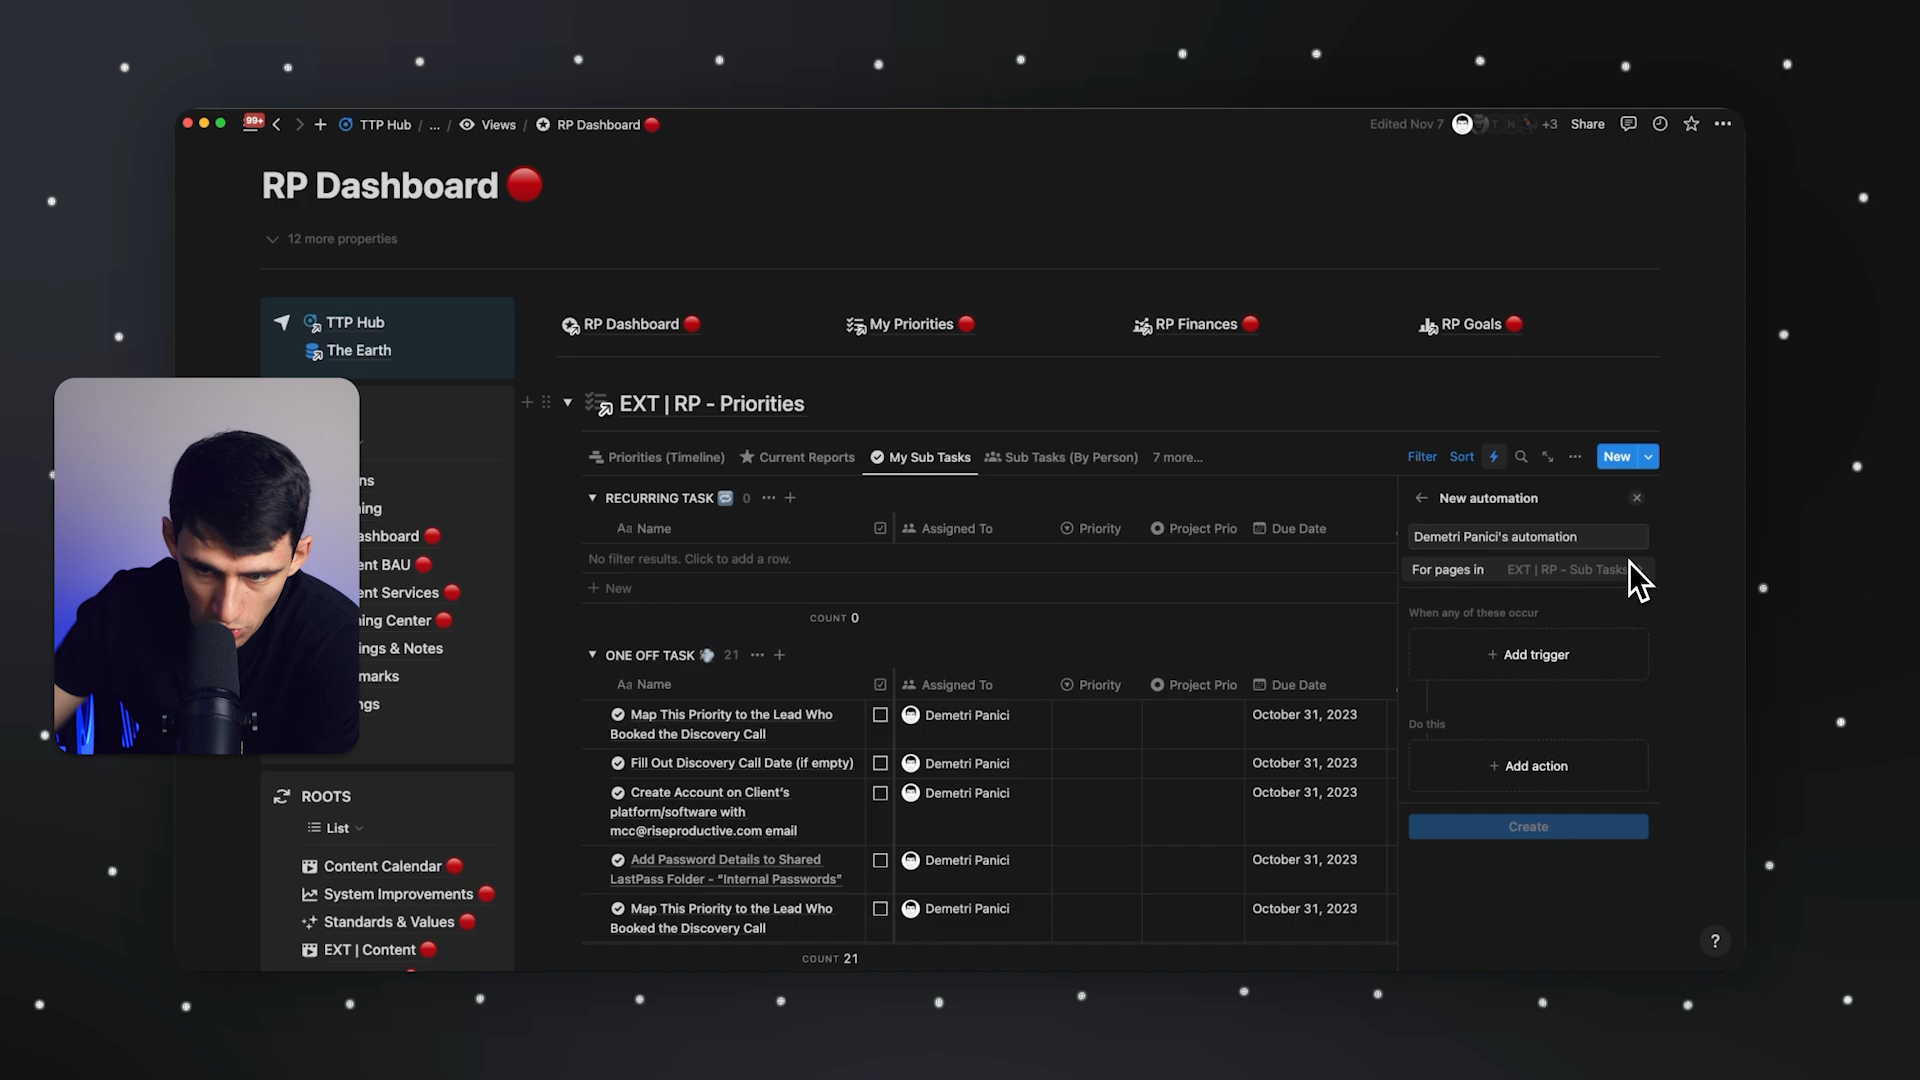 99+
TTP Hub / ... / Views / RP Dashboard
Edited Nov 7
T
N
+3
Share
RP Dashboard
12 more properties
TTP Hub
The Earth
RP Dashboard
My Priorities
RP Finances
RP Goals
EXT | RP - Priorities
Priorities (Timeline)
Current Reports
My Sub Tasks
Sub Tasks (By Person)
7 more...
Filter
Sort
New
RECURRING TASK 0
Aa Name
Assigned To
Priority
Project Prio
Due Date
No filter results. Click to add a row.
+ New
COUNT 0
ONE OFF TASK 21
Aa Name
Assigned To
Priority
Project Prio
Due Date
Map This Priority to the Lead Who
Booked the Discovery Call
Demetri Panici
October 31, 2023
Fill Out Discovery Call Date (if empty)
Demetri Panici
October 31, 2023
Create Account on Client's
platform/software with
mcc@riseproductive.com email
Demetri Panici
October 31, 2023
Add Password Details to Shared
LastPass Folder - "Internal Passwords"
Demetri Panici
October 31, 2023
Map This Priority to the Lead Who
Booked the Discovery Call
Demetri Panici
October 31, 2023
COUNT 21
New automation
Demetri Panici's automation
For pages in
EXT | RP - Sub Tasks
When any of these occur
+ Add trigger
Do this
+ Add action
Create
ns
ing
ashboard
ent BAU
ent Services
ing Center
ngs & Notes
marks
ngs
ROOTS
List
Content Calendar
System Improvements
Standards & Values
EXT | Content
?